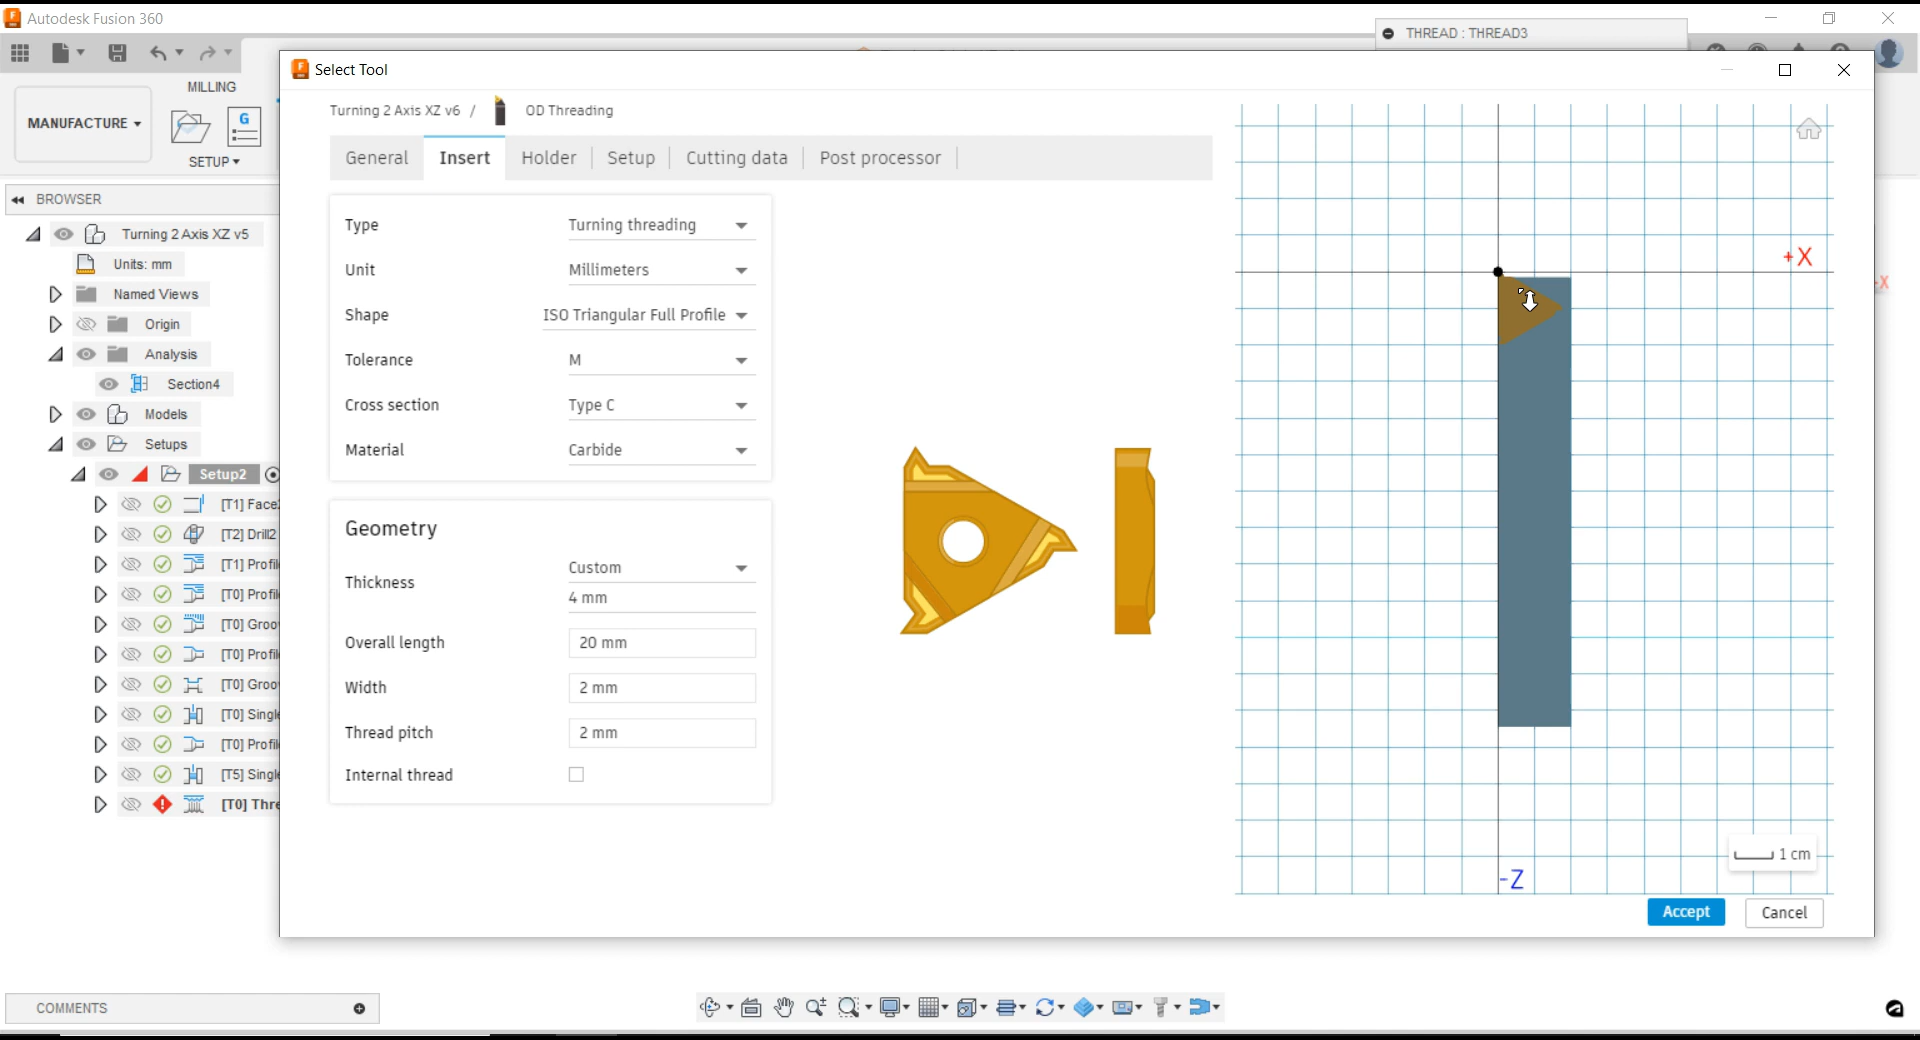 Autodesk Fusion 360
THREAD : THREAD3
Select Tool
MILLING
MANUFACTURE
G
SETUP
Turning 2 Axis XZ v6 /
OD Threading
General
Insert
Holder
Setup
Cutting data
Post processor
BROWSER
Turning 2 Axis XZ v5
Units: mm
Named Views
Origin
Analysis
Section4
Models
Setups
Setup2
[T1] Face
[T2] Drill2
[T1] Profil
[T0] Profil
[T0] Groo
[T0] Profil
[T0] Groo
[T0] Single
[T0] Profil
[T5] Single
[T0] Thre
Type
Turning threading
Unit
Millimeters
Shape
ISO Triangular Full Profile
Tolerance
M
Cross section
Type C
Material
Carbide
Geometry
Thickness
Custom
4 mm
Overall length
20 mm
Width
2 mm
Thread pitch
2 mm
Internal thread
+X
-X
-Z
1 cm
Accept
Cancel
COMMENTS